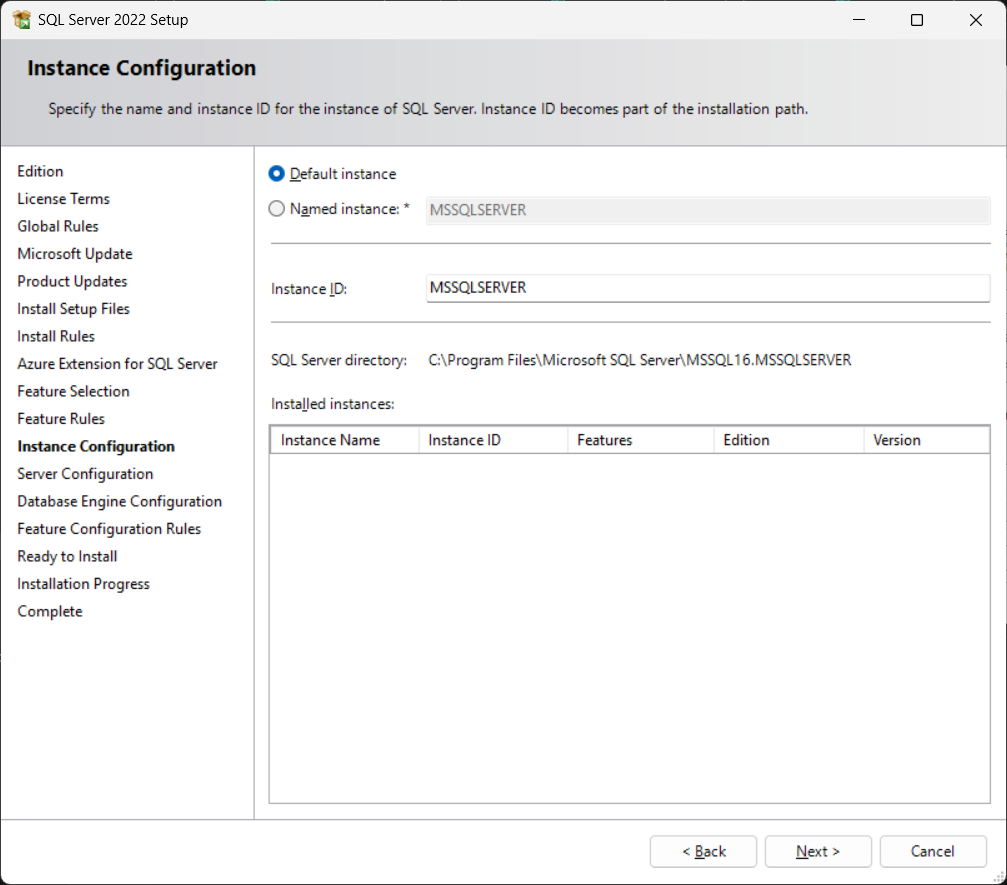 SQL Server 2022 Setup
Instance Configuration
Specify the name and instance ID for the instance of SQL Server. Instance ID becomes part of the installation path.
Edition
License Terms
Global Rules
Microsoft Update
Product Updates
Install Setup Files
Install Rules
Azure Extension for SQL Server
Feature Selection
Feature Rules
Instance Configuration
Server Configuration
Database Engine Configuration
Feature Configuration Rules
Ready to Install
Installation Progress
Complete
Default instance
Named instance: * MSSQLSERVER
Instance ID: MSSQLSERVER
SQL Server directory: C:\Program Files\Microsoft SQL Server\MSSQL16.MSSQLSERVER
Installed instances:
Instance Name Instance ID Features Edition Version
< Back Next > Cancel